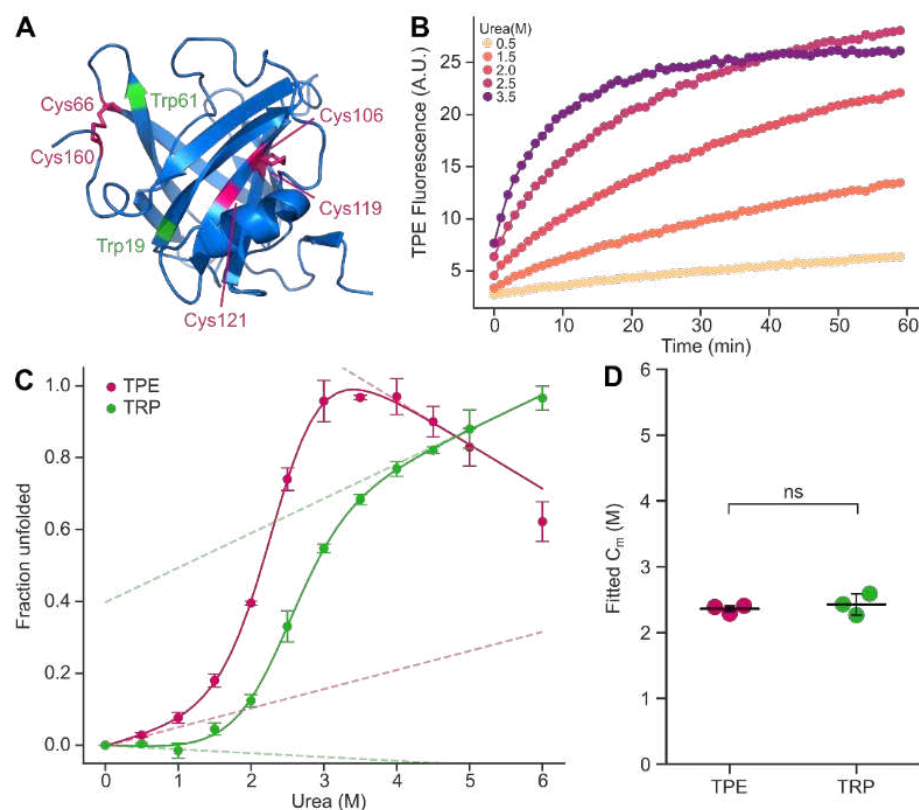 A
Cys66
Trp61
Cys106
Cys160
Cys119
Trp19
Cys121
B
Urea(M)
0.5
1.5
2.0
2.5
3.5
TPE Fluorescence (A.U.)
25
20
15
10
5
0 10 20 30 40 50 60
Time (min)
C
TPE
TRP
Fraction unfolded
1.0
0.8
0.6
0.4
0.2
0.0
0 1 2 3 4 5 6
Urea (M)
D
ns
Fitted Cm (M)
6
5
4
3
2
1
0
TPE TRP